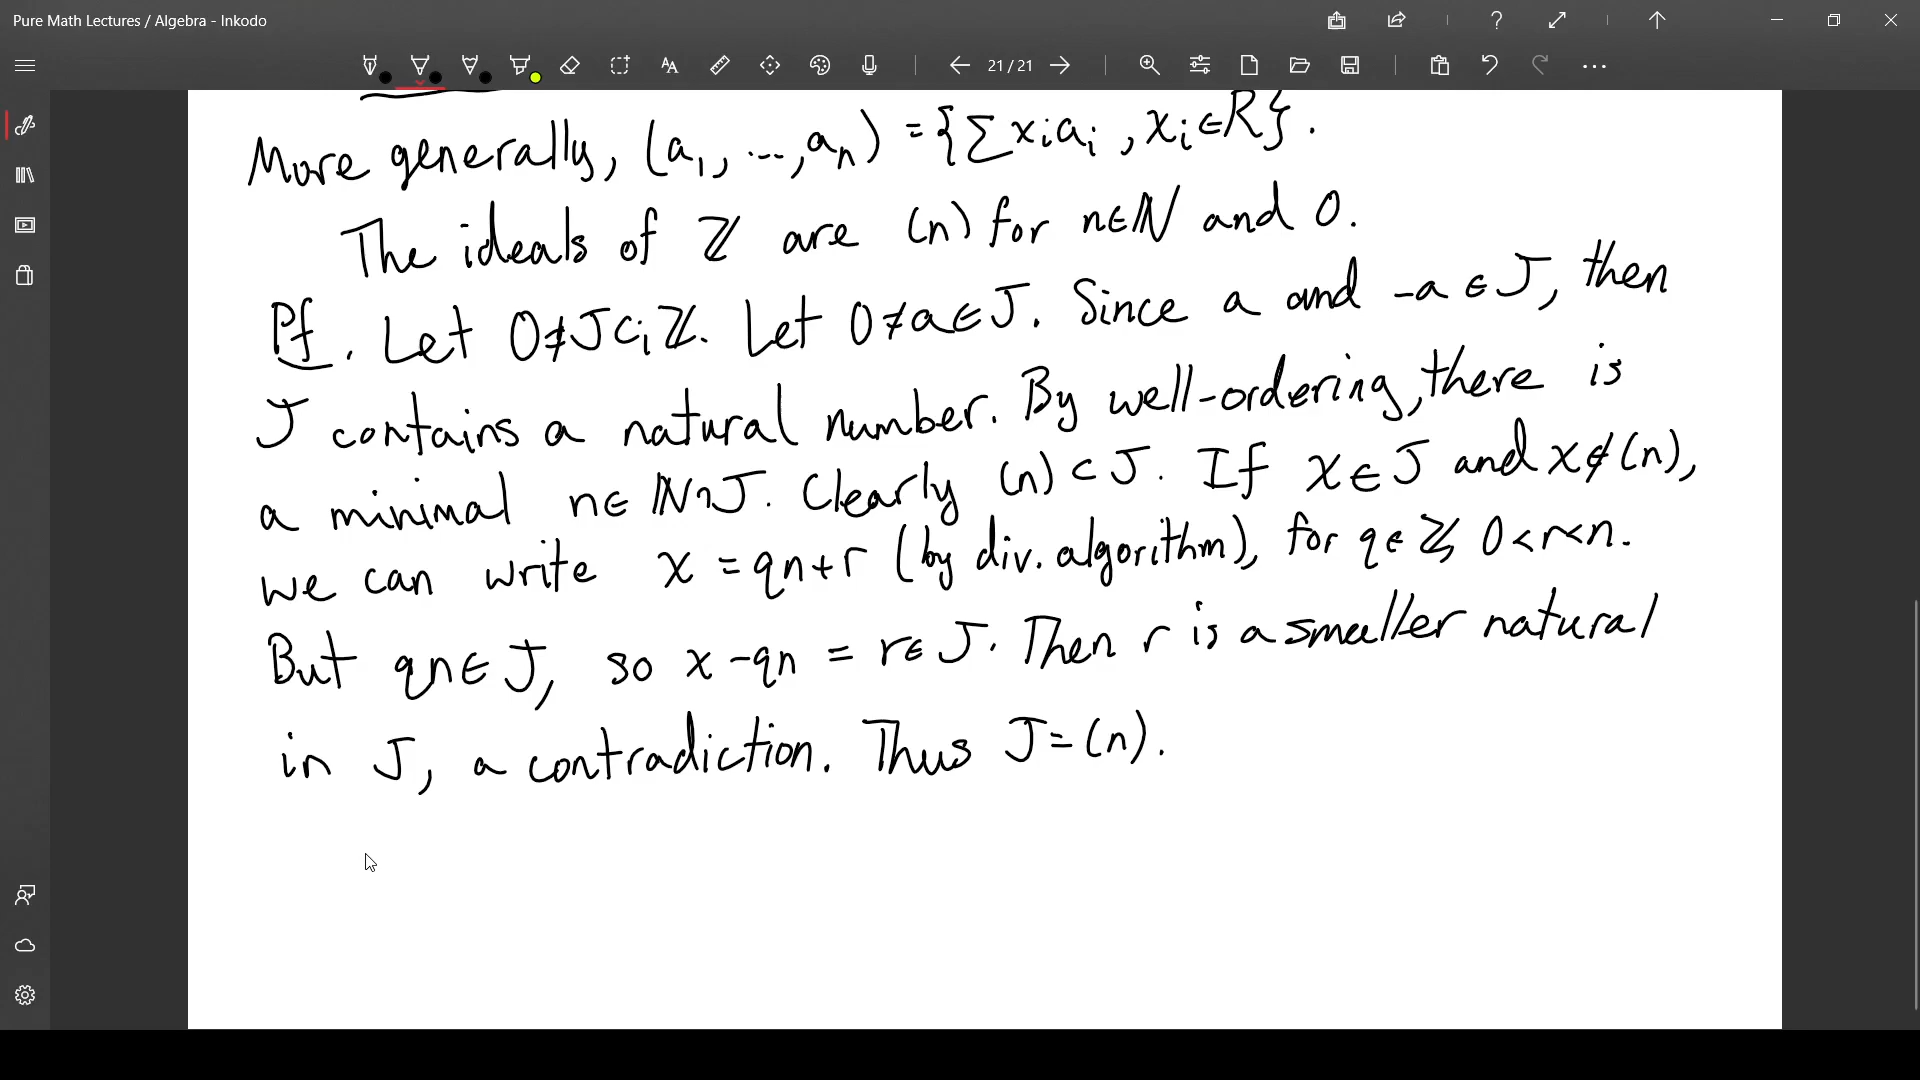 Pure Math Lectures / Algebra - Inkodo
21 / 21
More generally, (a₁, ..., aₙ) = {∑xᵢaᵢ, xᵢ∈R}.
The ideals of ℤ are (n) for n∈ℕ and 0.
Pf. Let 0≠J⊂ᵢℤ. Let 0≠a∈J. Since a and -a∈J, then
J contains a natural number. By well-ordering, there is
a minimal n∈ℕ∩J. Clearly (n)⊂J. If x∈J and x∉(n),
we can write x = qn+r (by div. algorithm), for q∈ℤ, 0<r<n.
But qn∈J, so x-qn = r∈J. Then r is a smaller natural
in J, a contradiction. Thus J=(n).